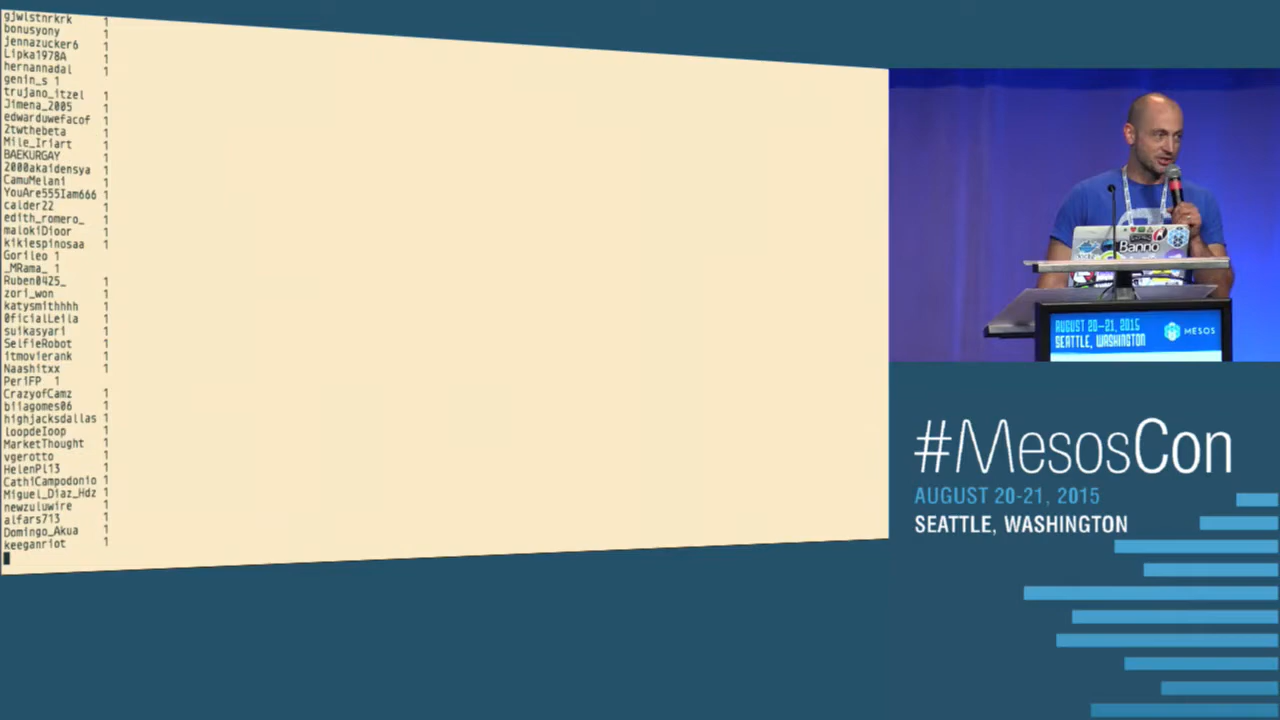 gjwlstnrkrk 1
bonusyony 1
jennazucker6 1
Lipka1978A 1
hernannadal 1
genin_s 1
trujano_itzel 1
Jimena_2005 1
edwarduwefacof 1
2twthebeta 1
Mile_Iriart 1
BAEKURGAY 1
2000akaidensya 1
CamuMelani 1
YouAre555Iam666 1
calder22 1
edith_romero_ 1
malokiDioor 1
kikiespinosaa 1
Gorileo 1
_MRama_ 1
Ruben0425_ 1
zori_won 1
katysmithhhh 1
0ficialLeila 1
suikasyari 1
SelfieRobot 1
itmovierank 1
Naashitxx 1
PeriFP 1
CrazyofCamz 1
biiagomes06 1
highjacksdallas 1
loopdeIoop 1
MarketThought 1
vgerotto 1
HelenPl13 1
CathiCampodonio 1
Miguel_Diaz_Hdz 1
newzuluwire 1
alfars713 1
Domingo_Akua 1
keeganriot 1
Banno
AUGUST 20-21, 2015
SEATTLE, WASHINGTON
MESOS
#MesosCon
AUGUST 20-21, 2015
SEATTLE, WASHINGTON